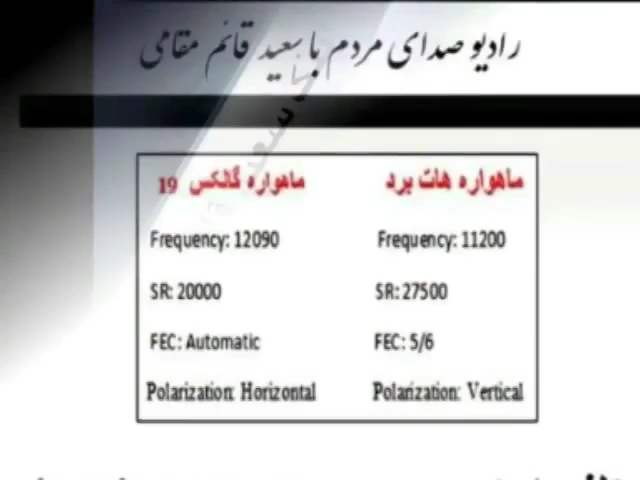 رادیو صدای مردم با سعید قائم مقامی
ماهواره هات برد
Frequency: 11200
SR: 27500
FEC: 5/6
Polarization: Vertical
ماهواره گالکس 19
Frequency: 12090
SR: 20000
FEC: Automatic
Polarization: Horizontal